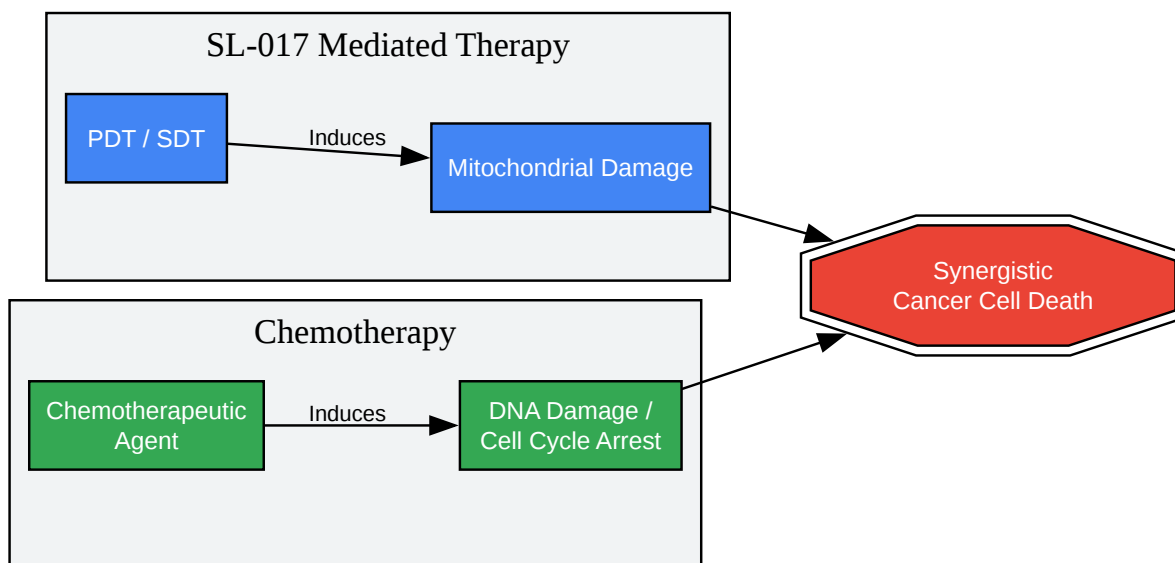 SL-017 Mediated Therapy
PDT / SDT
Induces
Mitochondrial Damage
Synergistic
Cancer Cell Death
Chemotherapy
Chemotherapeutic
Agent
Induces
DNA Damage /
Cell Cycle Arrest